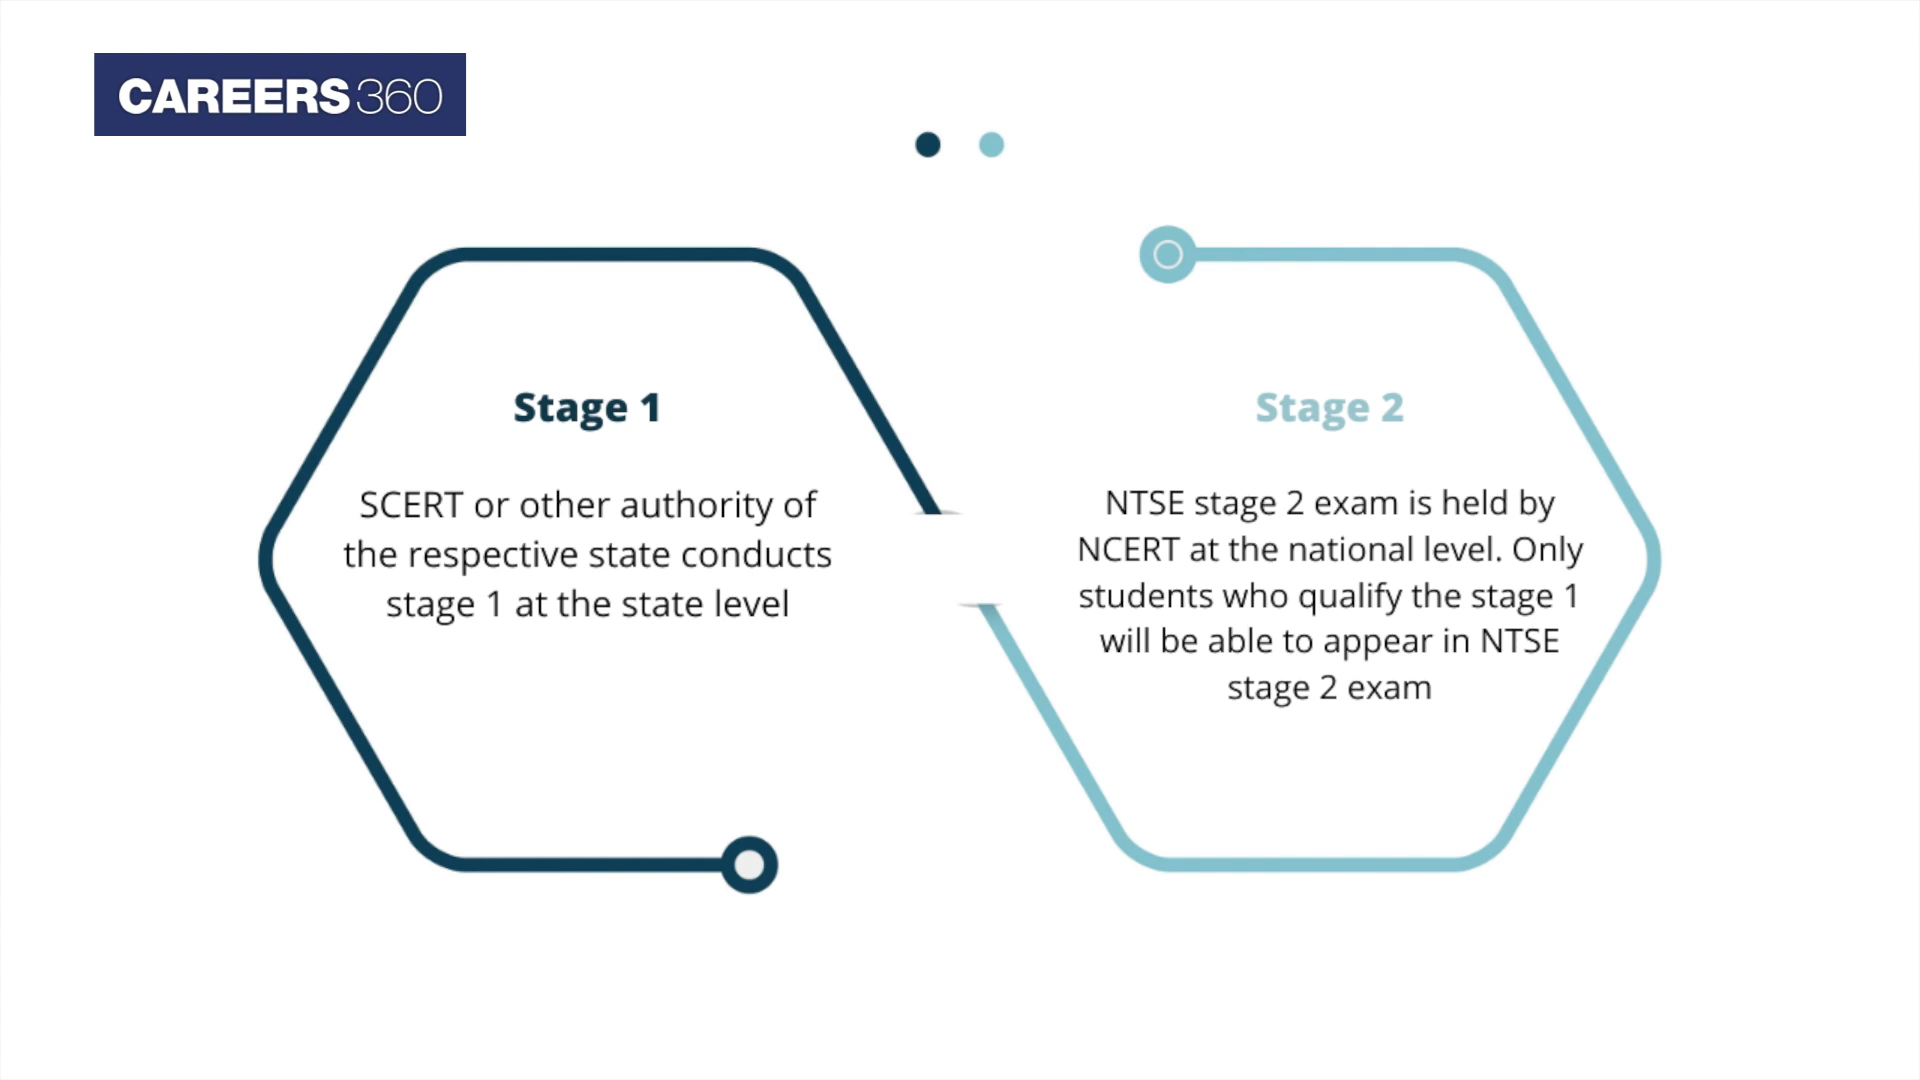 CAREERS360
Stage 1
SCERT or other authority of
the respective state conducts
stage 1 at the state level
Stage 2
NTSE stage 2 exam is held by
NCERT at the national level. Only
students who qualify the stage 1
will be able to appear in NTSE
stage 2 exam